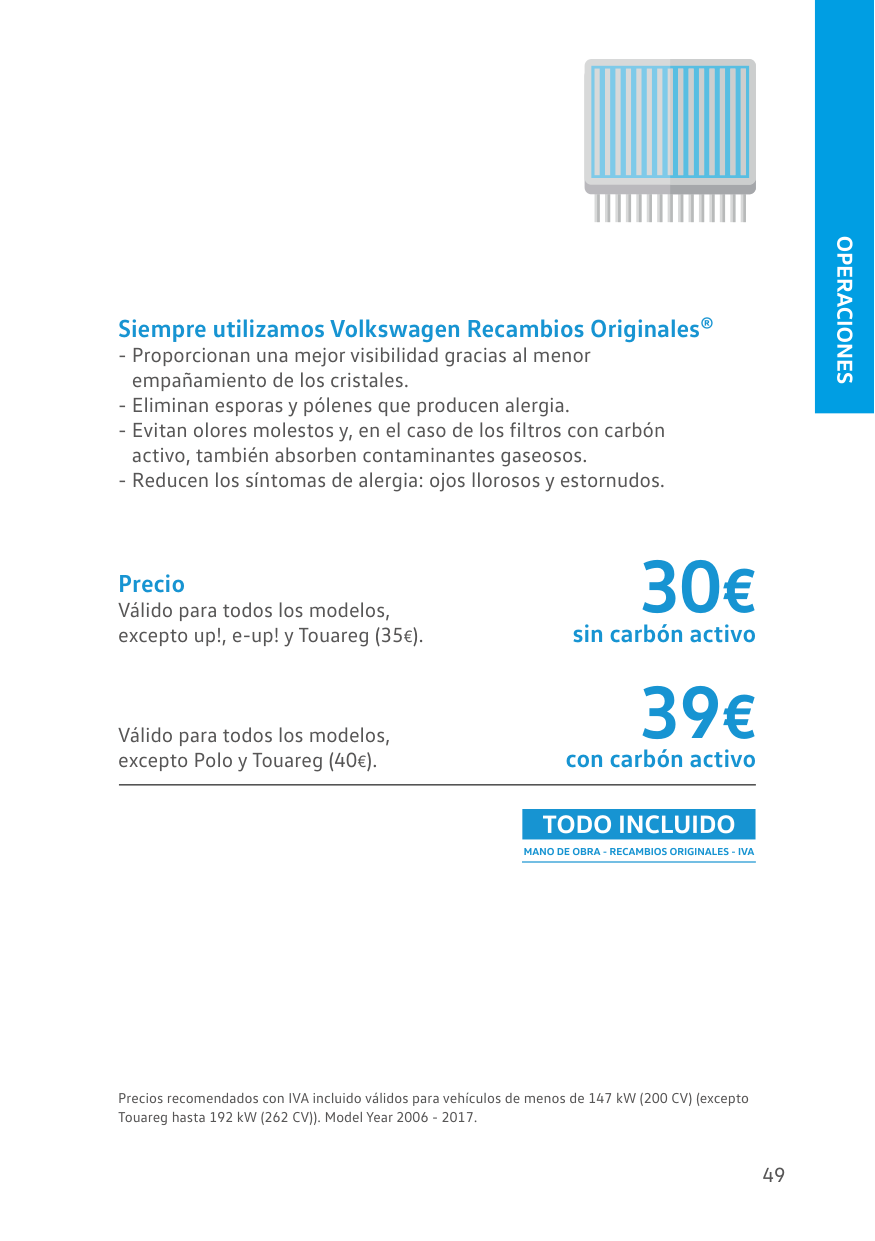 OPERACIONES
Siempre utilizamos Volkswagen Recambios Originales®
- Proporcionan una mejor visibilidad gracias al menor
empañamiento de los cristales.
- Eliminan esporas y pólenes que producen alergia.
- Evitan olores molestos y, en el caso de los filtros con carbón
activo, también absorben contaminantes gaseosos.
- Reducen los síntomas de alergia: ojos llorosos y estornudos.
Precio
Válido para todos los modelos,
excepto up!, e-up! y Touareg (35€).
30€
sin carbón activo
Válido para todos los modelos,
excepto Polo y Touareg (40€).
39€
con carbón activo
TODO INCLUIDO
MANO DE OBRA - RECAMBIOS ORIGINALES - IVA
Precios recomendados con IVA incluido válidos para vehículos de menos de 147 kW (200 CV) (excepto
Touareg hasta 192 kW (262 CV)). Model Year 2006 - 2017.
49